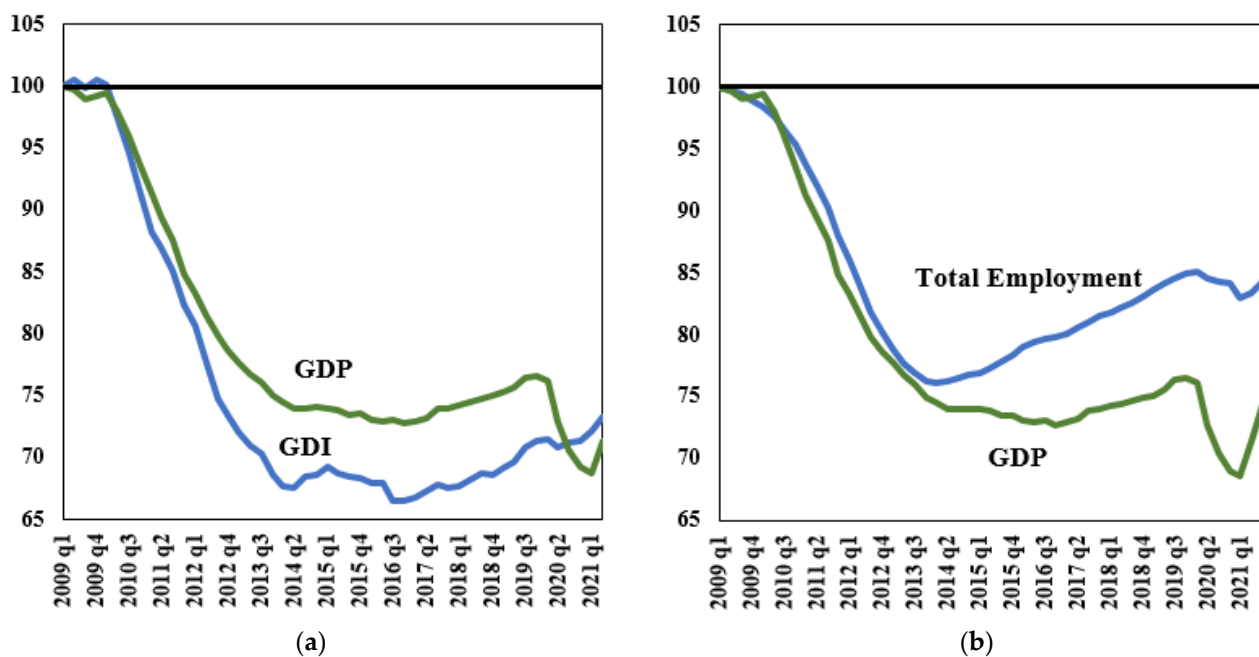 105
100
95
90
85
80
75
70
65
GDP
GDI
2009 q1
2009 q4
2010 q3
2011 q2
2012 q1
2012 q4
2013 q3
2014 q2
2015 q1
2015 q4
2016 q3
2017 q2
2018 q1
2018 q4
2019 q3
2020 q2
2021 q1
(a)
105
100
95
90
85
80
75
70
65
Total Employment
GDP
2009 q1
2009 q4
2010 q3
2011 q2
2012 q1
2012 q4
2013 q3
2014 q2
2015 q1
2015 q4
2016 q3
2017 q2
2018 q1
2018 q4
2019 q3
2020 q2
2021 q1
(b)